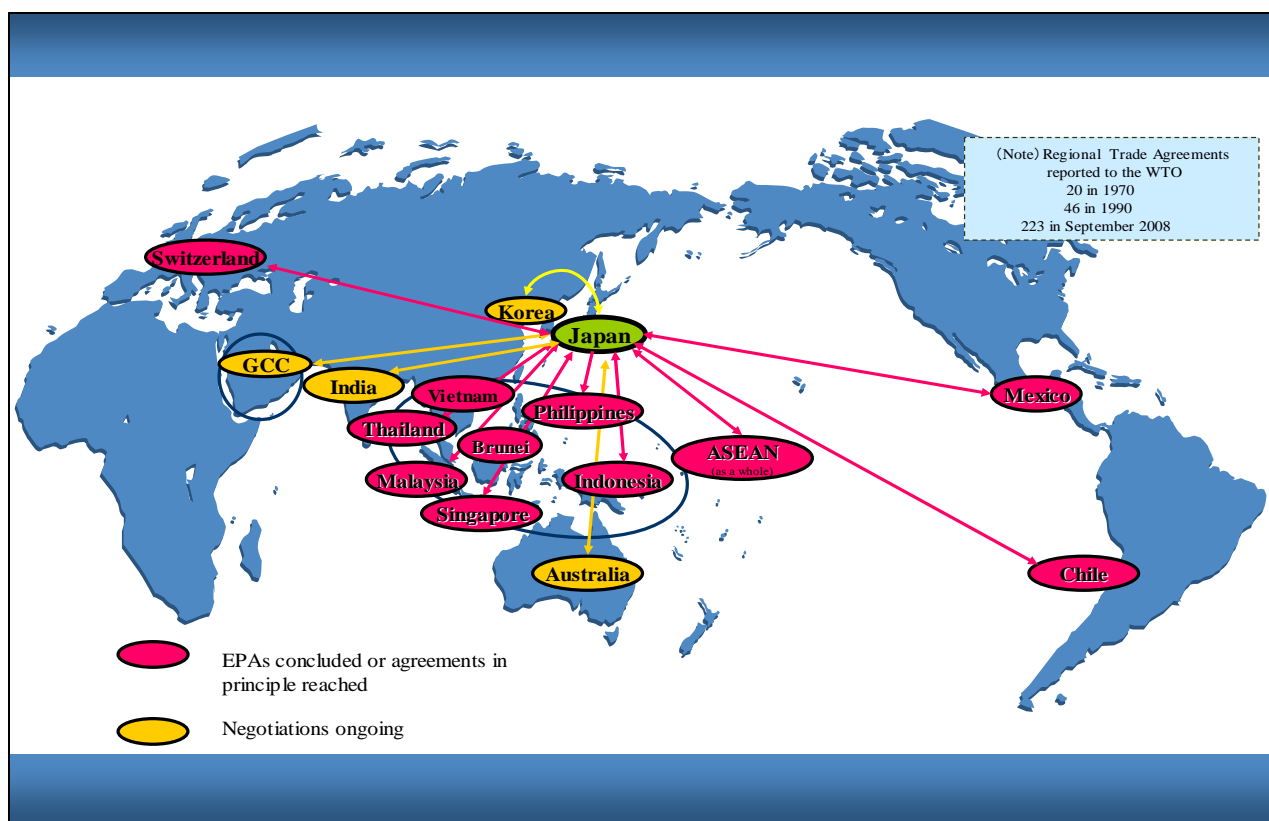 (Note) Regional Trade Agreements
reported to the WTO
20 in 1970
46 in 1990
223 in September 2008
Switzerland
Korea
Japan
GCC
India
Vietnam
Mexico
Philippines
Thailand
Brunei
ASEAN
(as a whole)
Malaysia
Indonesia
Singapore
Australia
Chile
EPAs concluded or agreements in
principle reached
Negotiations ongoing